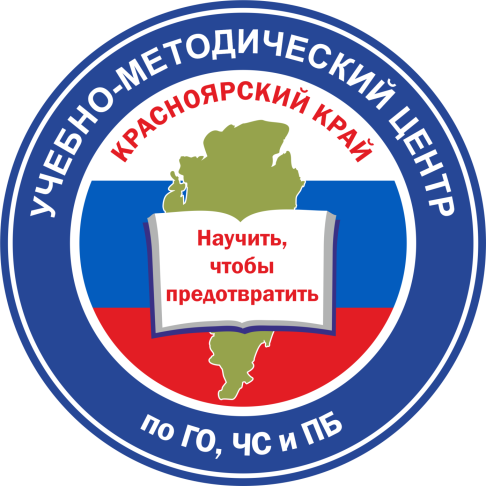 УЧЕБНО-МЕТОДИЧЕСКИЙ ЦЕНТР
КРАСНОЯРСКИЙ КРАЙ
Научить,
чтобы
предотвратить
по ГО, ЧС и ПБ